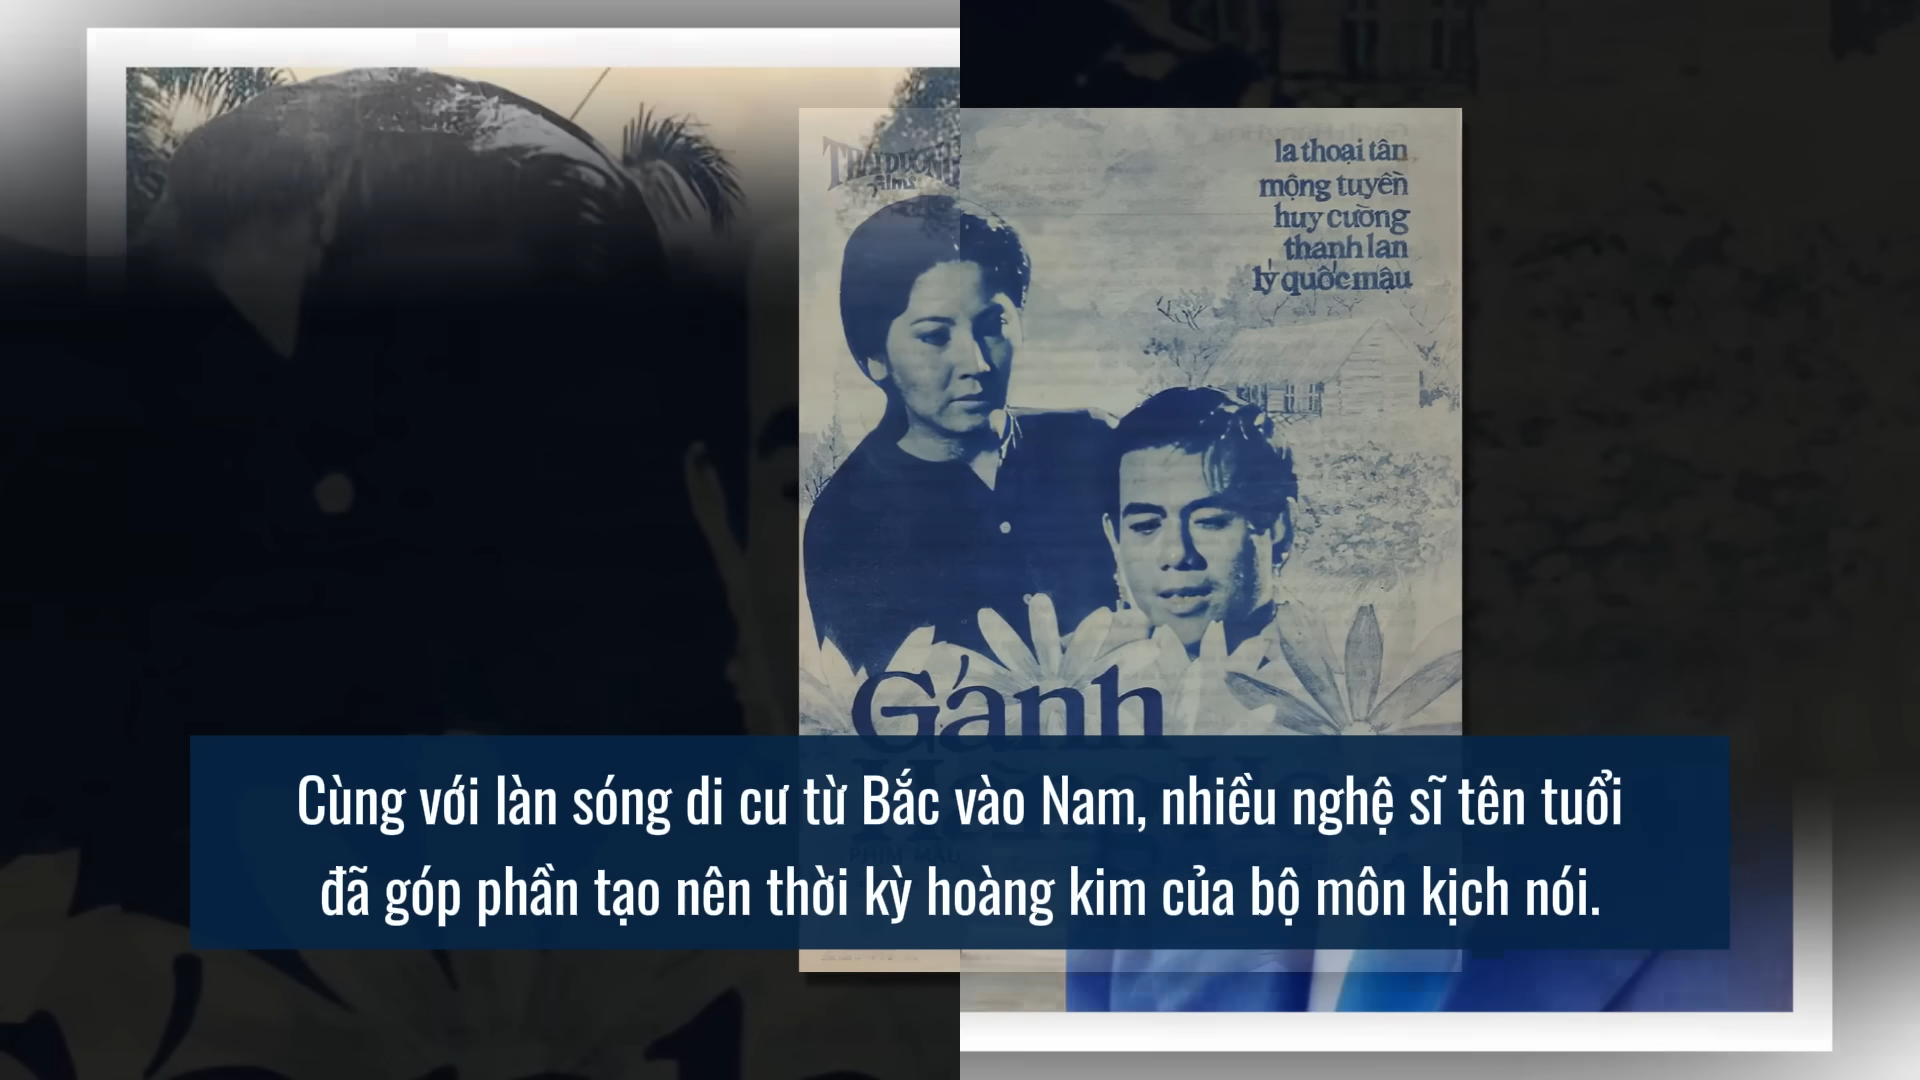 THÁI DƯƠNG
films
la thoại tân
mộng tuyền
huy cường
thanh lan
lý quốc mậu
Gánh
Cùng với làn sóng di cư từ Bắc vào Nam, nhiều nghệ sĩ tên tuổi
đã góp phần tạo nên thời kỳ hoàng kim của bộ môn kịch nói.